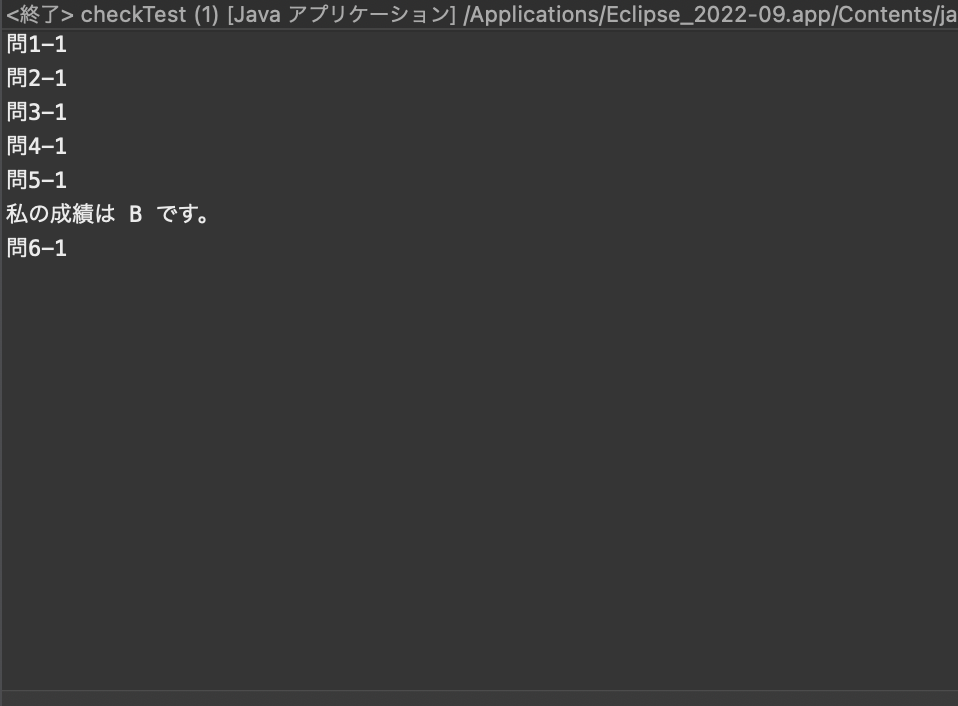 <終了> checkTest (1) [Java アプリケーション] /Applications/Eclipse_2022-09.app/Contents/ja
問1-1
問2-1
問3-1
問4-1
問5-1
私の成績は B です。
問6-1